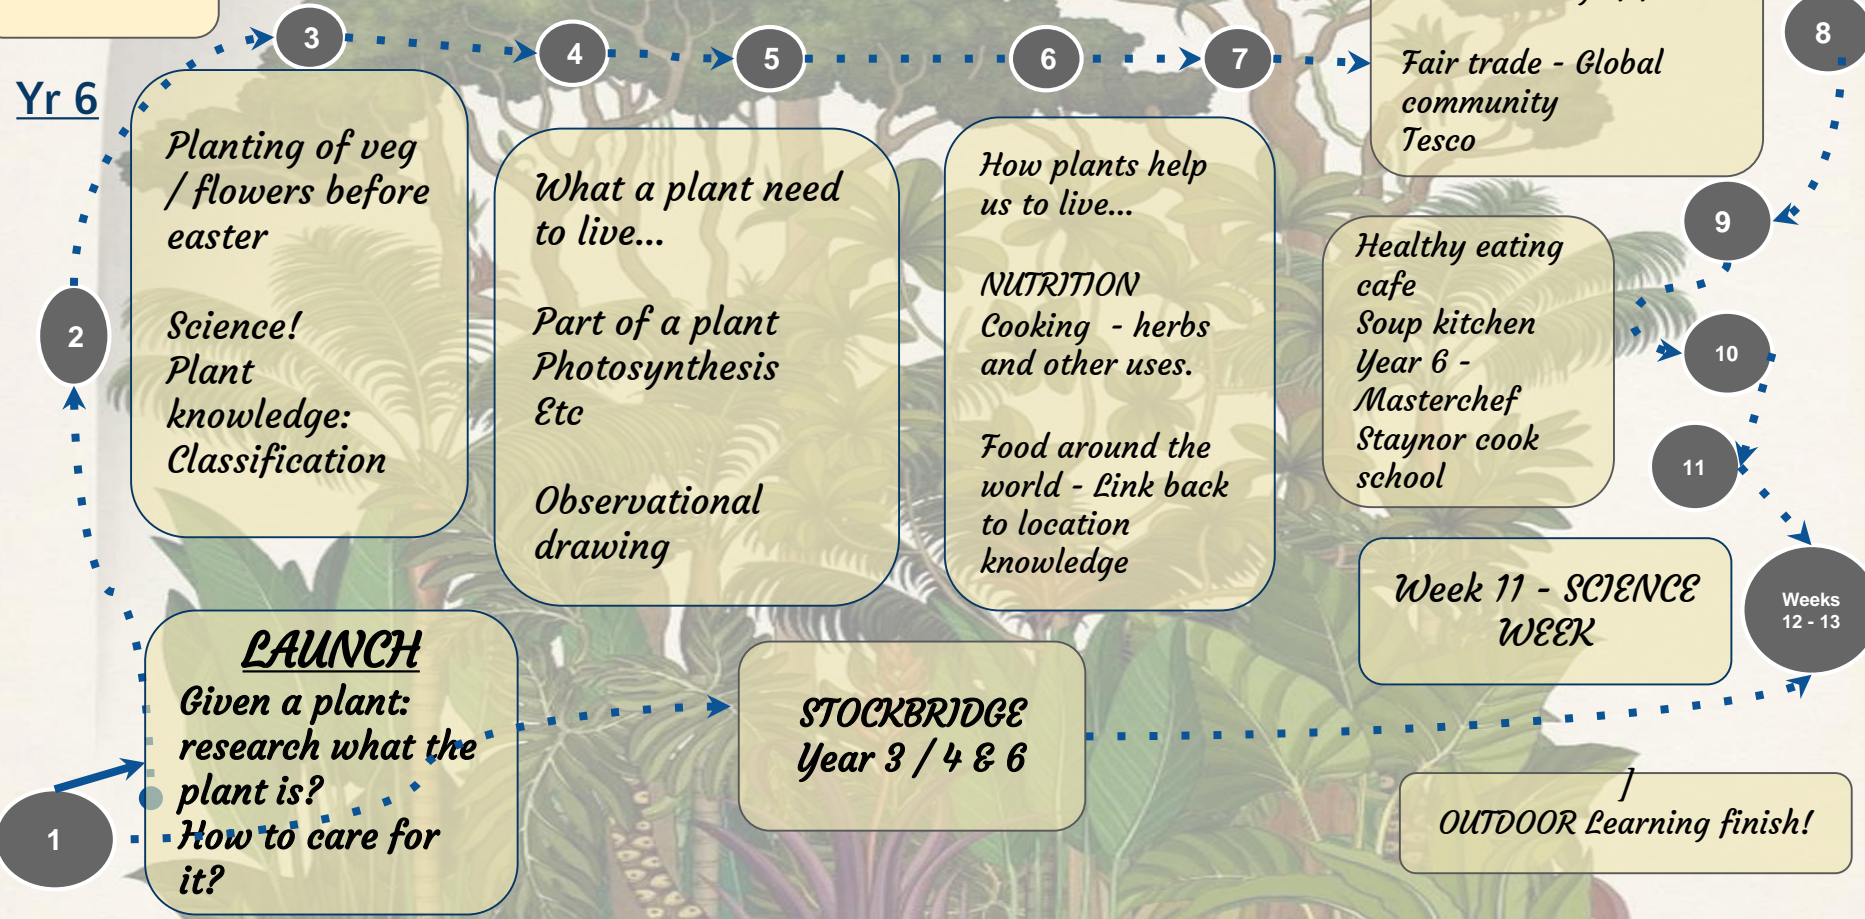 Yr 6
3
4
5
6
7
8
Planting of veg
/ flowers before
easter
Science!
Plant
knowledge:
Classification
What a plant need
to live...
Part of a plant
Photosynthesis
Etc
Observational
drawing
How plants help
us to live...
NUTRITION
Cooking - herbs
and other uses.
Food around the
world - Link back
to location
knowledge
Fair trade - Global
community
Tesco
9
Healthy eating
cafe
Soup kitchen
Year 6 -
Masterchef
Staynor cook
school
10
11
2
Week 11 - SCIENCE
WEEK
Weeks
12 - 13
LAUNCH
Given a plant:
research what the
plant is?
How to care for
it?
1
STOCKBRIDGE
Year 3 / 4 & 6
]
OUTDOOR Learning finish!